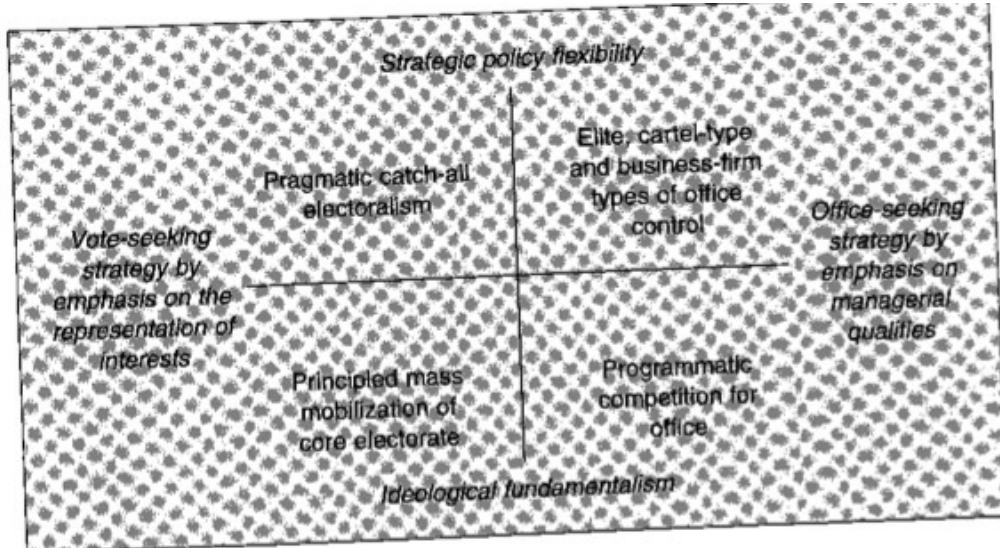 Strategic policy flexibility
Pragmatic catch-all
electoralism
Elite, cartel-type
and business-firm
types of office
control
Vote-seeking
strategy by
emphasis on the
representation of
interests
Office-seeking
strategy by
emphasis on
managerial
qualities
Principled mass
mobilization of
core electorate
Programmatic
competition for
office
Ideological fundamentalism